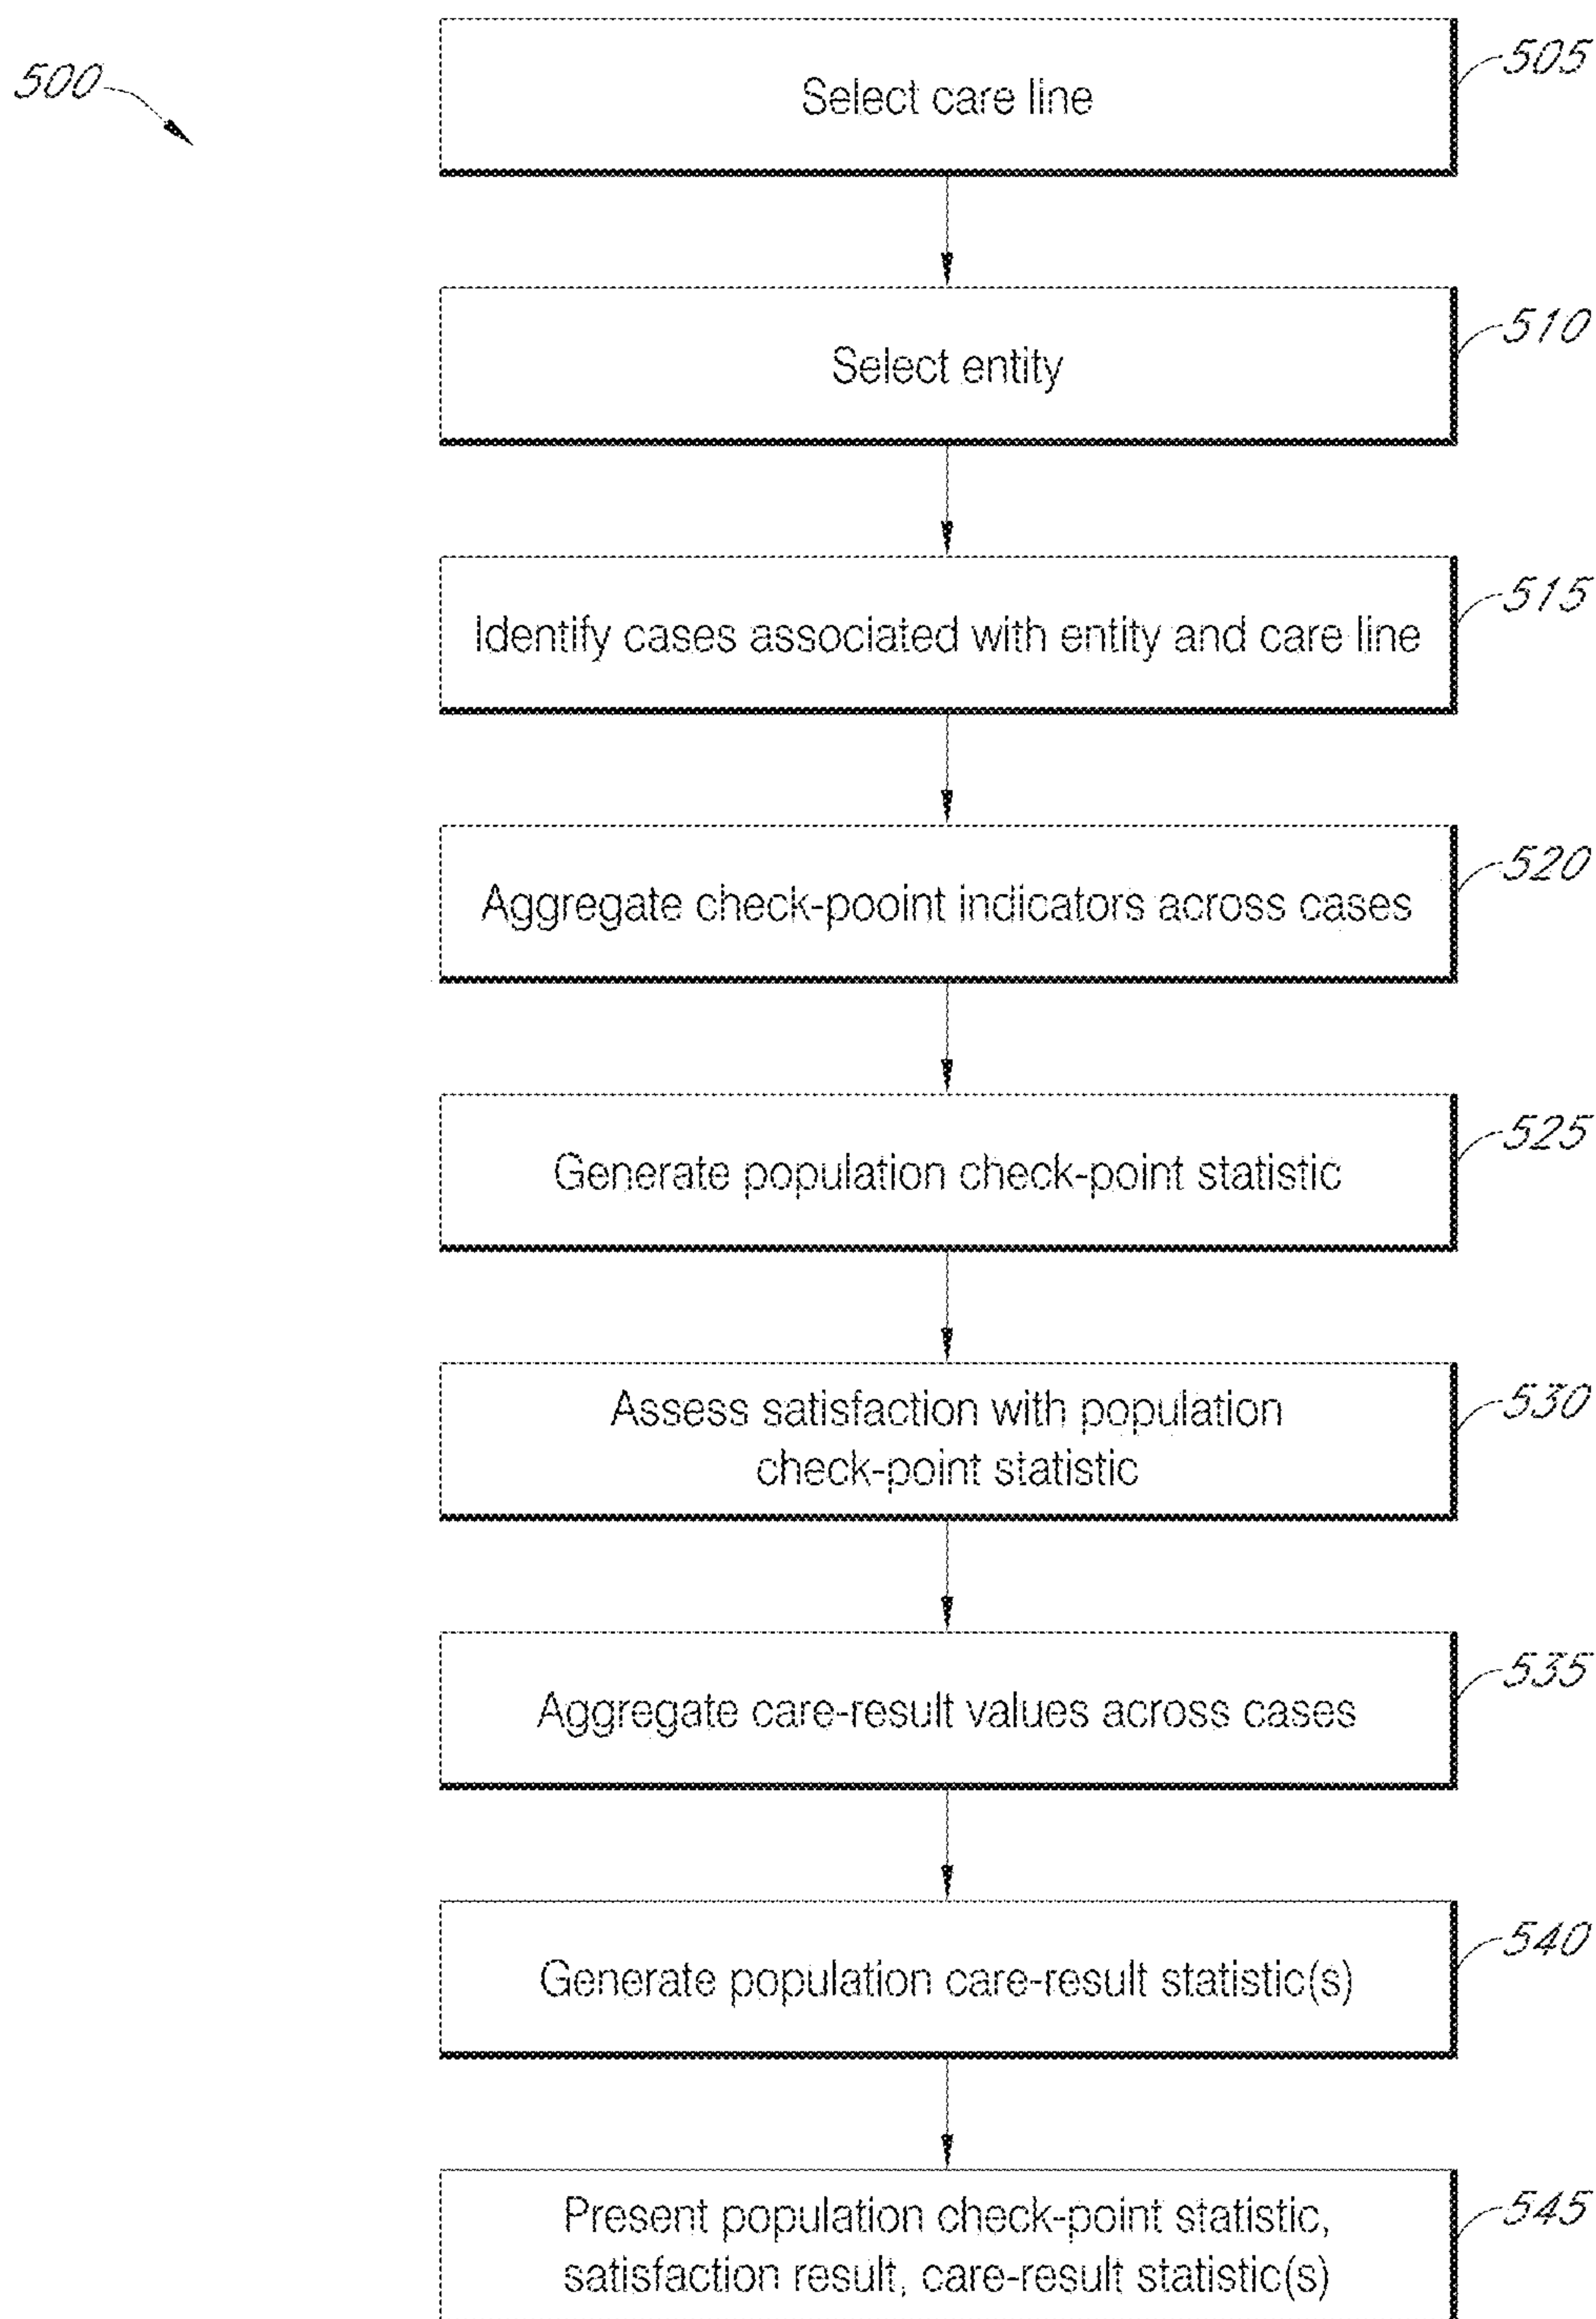 500
Select care line
505
Select entity
510
Identify cases associated with entity and care line
515
Aggregate check-pooint indicators across cases
520
Generate population check-point statistic
525
Assess satisfaction with population
check-point statistic
530
Aggregate care-result values across cases
535
Generate population care-result statistic(s)
540
Present population check-point statistic,
satisfaction result, care-result statistic(s)
545